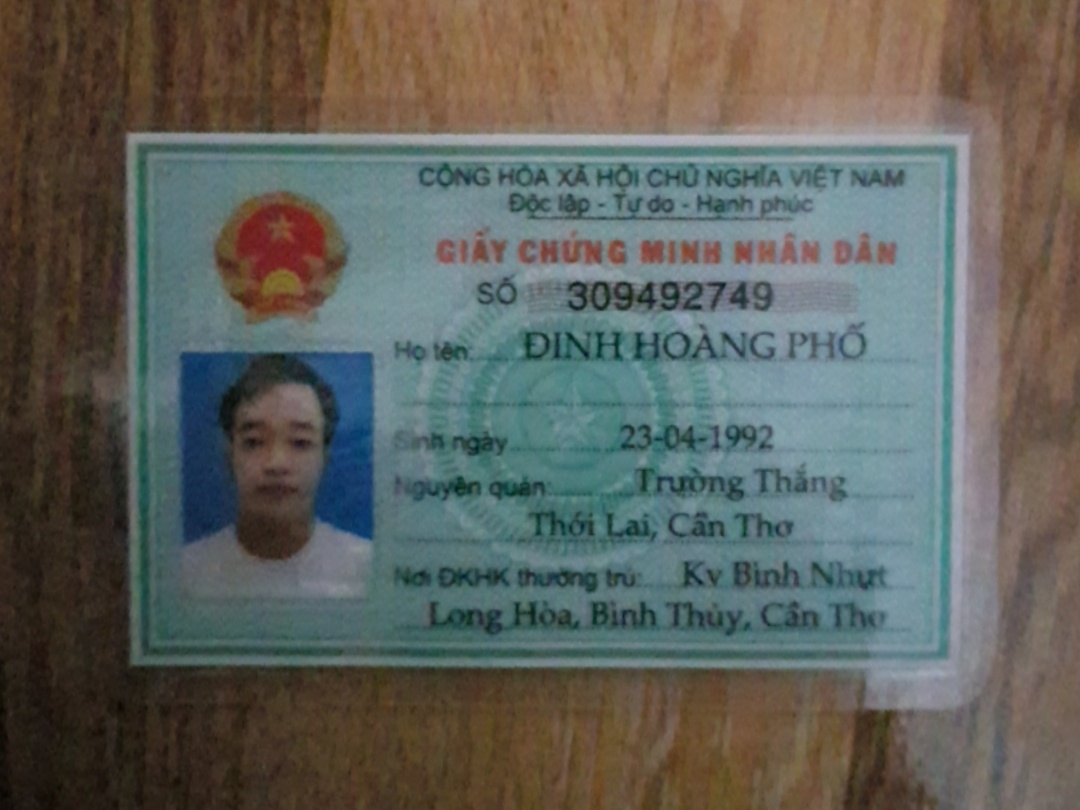 CỘNG HÒA XÃ HỘI CHỦ NGHĨA VIỆT NAM
Độc lập - Tự do - Hạnh phúc
GIẤY CHỨNG MINH NHÂN DÂN
SỐ 309492749
Họ tên: ĐINH HOÀNG PHỐ
Sinh ngày 23-04-1992
Nguyên quán: Trường Thắng
Thới Lai, Cần Thơ
Nơi ĐKHK thường trú: Kv Bình Nhựt
Long Hòa, Bình Thủy, Cần Thơ